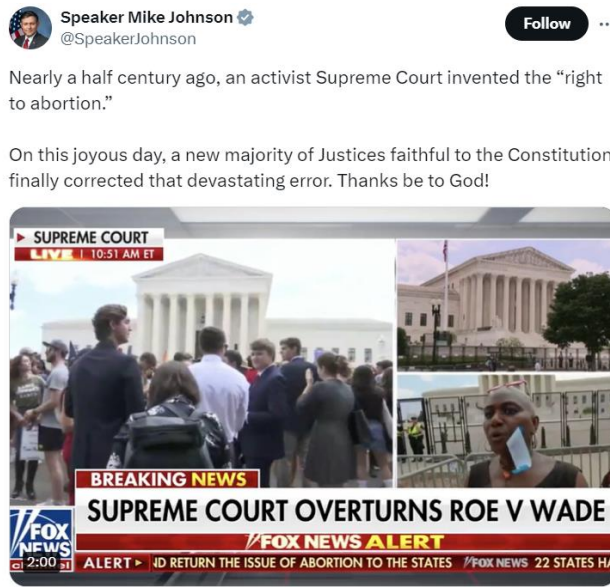 Speaker Mike Johnson
@SpeakerJohnson
Follow
Nearly a half century ago, an activist Supreme Court invented the “right
to abortion.”
On this joyous day, a new majority of Justices faithful to the Constitution
finally corrected that devastating error. Thanks be to God!
SUPREME COURT
LIVE 10:51 AM ET
BREAKING NEWS
SUPREME COURT OVERTURNS ROE V WADE
FOX NEWS ALERT
FOX
NEWS
2:00
ALERT ND RETURN THE ISSUE OF ABORTION TO THE STATES FOX NEWS 22 STATES